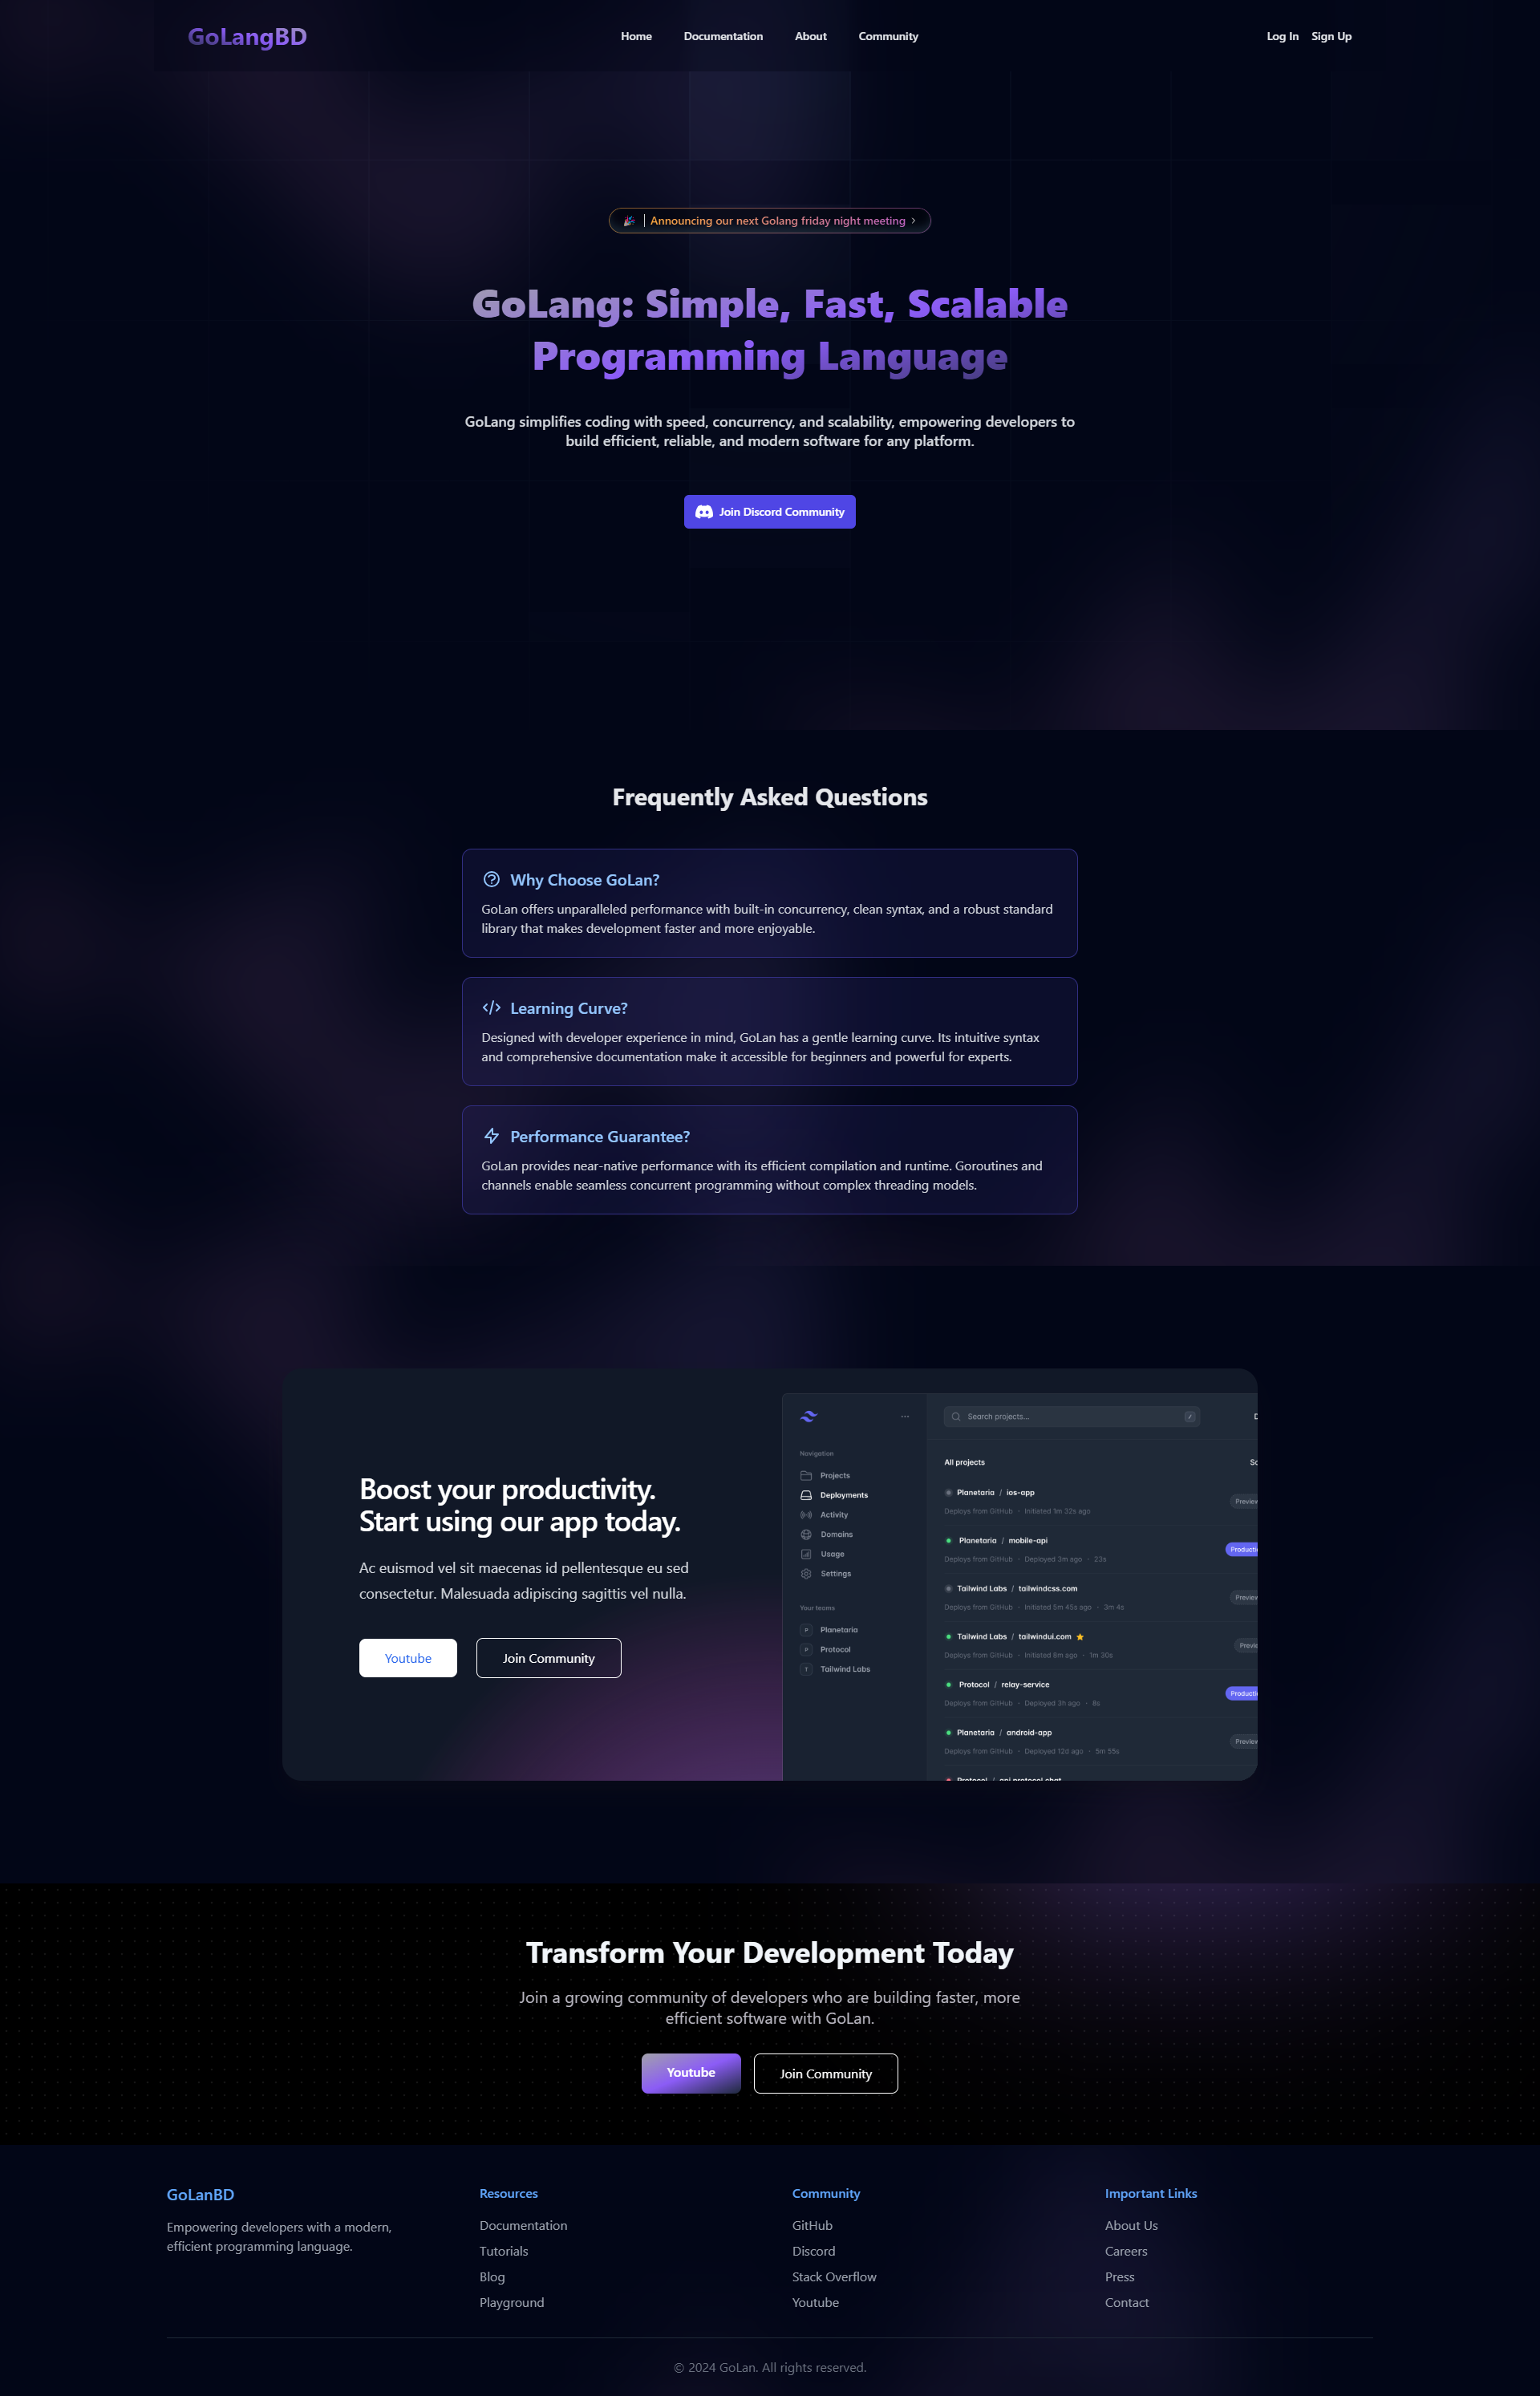 GoLangBD
Home
Documentation
About
Community
Log In
Sign Up
🎉 | Announcing our next Golang friday night meeting >
GoLang: Simple, Fast, Scalable
Programming Language
GoLang simplifies coding with speed, concurrency, and scalability, empowering developers to
build efficient, reliable, and modern software for any platform.
Join Discord Community
Frequently Asked Questions
Why Choose GoLan?
GoLan offers unparalleled performance with built-in concurrency, clean syntax, and a robust standard
library that makes development faster and more enjoyable.
Learning Curve?
Designed with developer experience in mind, GoLan has a gentle learning curve. Its intuitive syntax
and comprehensive documentation make it accessible for beginners and powerful for experts.
Performance Guarantee?
GoLan provides near-native performance with its efficient compilation and runtime. Goroutines and
channels enable seamless concurrent programming without complex threading models.
Boost your productivity.
Start using our app today.
Ac euismod vel sit maecenas id pellentesque eu sed
consectetur. Malesuada adipiscing sagittis vel nulla.
Youtube
Join Community
Navigation
Projects
Deployments
Activity
Domains
Usage
Settings
Your teams
P Planetaria
P Protocol
T Tailwind Labs
Search projects...
/
All projects
Planetaria / ios-app
Deploys from GitHub · Initiated 1m 32s ago
Preview
Planetaria / mobile-api
Deploys from GitHub · Deployed 3m ago · 23s
Tailwind Labs / tailwindcss.com
Deploys from GitHub · Initiated 5m 45s ago · 3m 4s
Preview
Tailwind Labs / tailwindui.com
Deploys from GitHub · Initiated 8m ago · 1m 30s
Protocol / relay-service
Deploys from GitHub · Deployed 3h ago · 8s
Planetaria / android-app
Deploys from GitHub · Deployed 12d ago · 5m 55s
Preview
Transform Your Development Today
Join a growing community of developers who are building faster, more
efficient software with GoLan.
Youtube
Join Community
GoLanBD
Empowering developers with a modern,
efficient programming language.
Resources
Documentation
Tutorials
Blog
Playground
Community
GitHub
Discord
Stack Overflow
Youtube
Important Links
About Us
Careers
Press
Contact
© 2024 GoLan. All rights reserved.